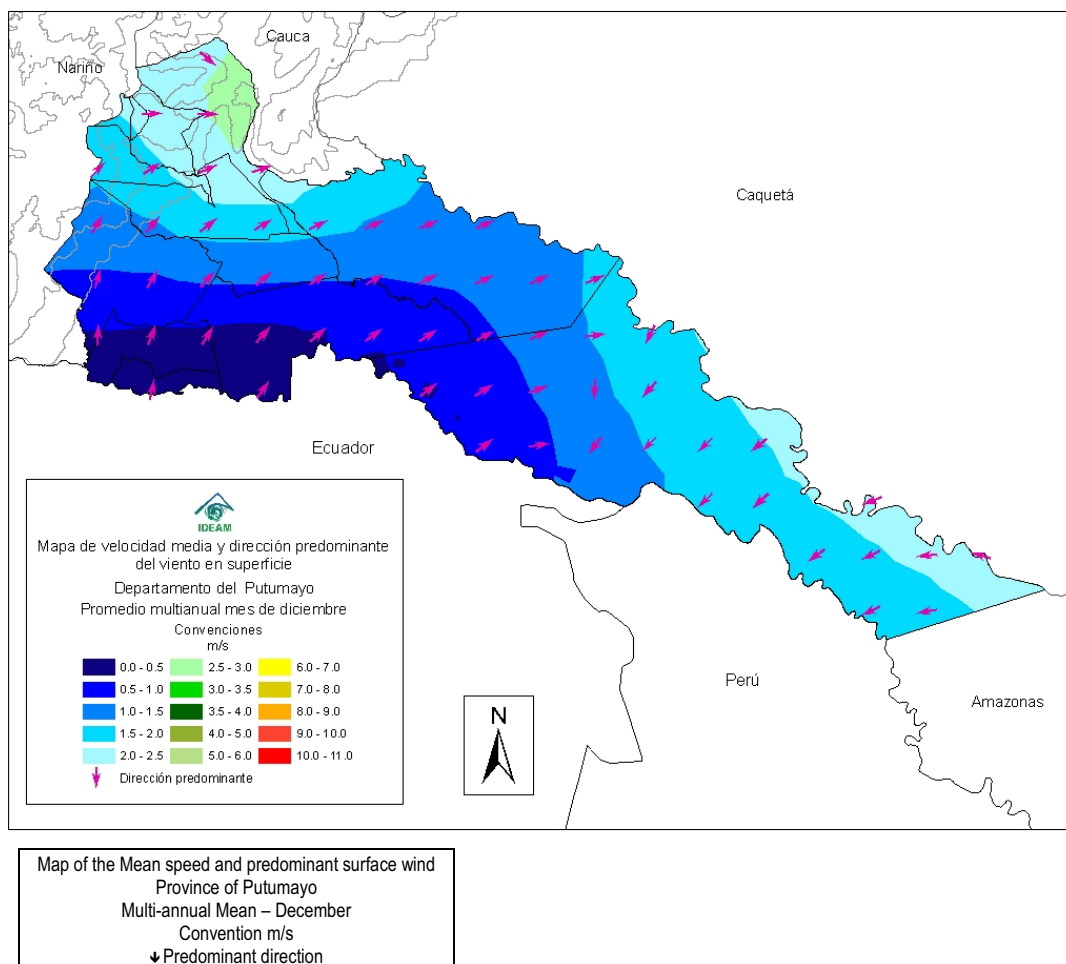 Cauca
Nariño
Caquetá
Ecuador
Perú
Amazonas
N
IDEAM
Mapa de velocidad media y dirección predominante
del viento en superficie
Departamento del Putumayo
Promedio multianual mes de diciembre
Convenciones
m/s
0.0 - 0.5 2.5 - 3.0 6.0 - 7.0
0.5 - 1.0 3.0 - 3.5 7.0 - 8.0
1.0 - 1.5 3.5 - 4.0 8.0 - 9.0
1.5 - 2.0 4.0 - 5.0 9.0 - 10.0
2.0 - 2.5 5.0 - 6.0 10.0 - 11.0
Dirección predominante
Map of the Mean speed and predominant surface wind
Province of Putumayo
Multi-annual Mean – December
Convention m/s
Predominant direction